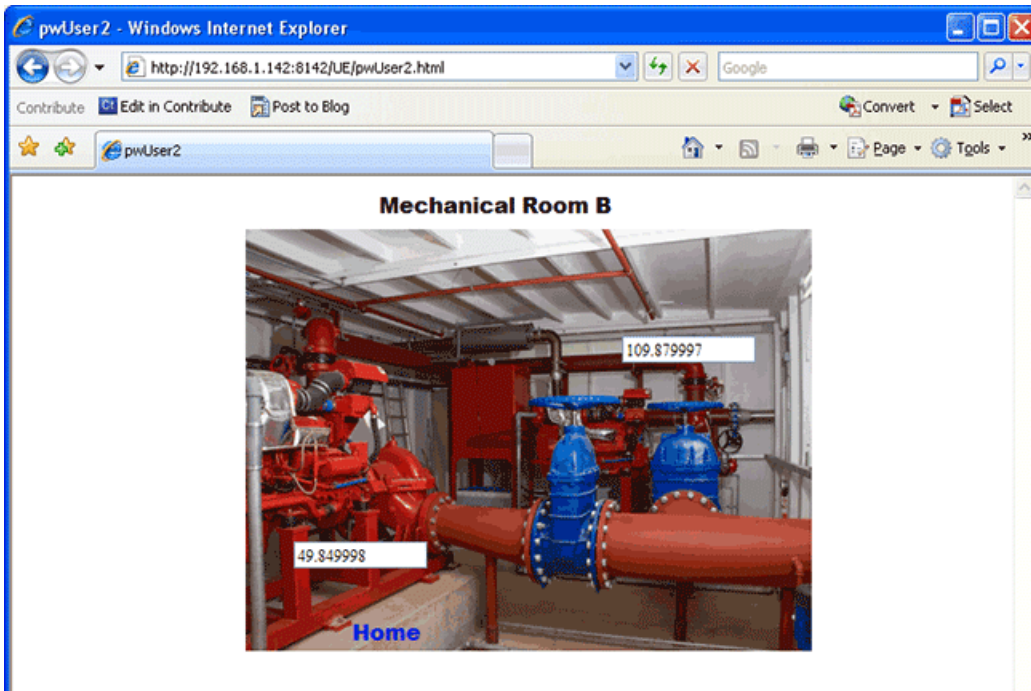 pwUser2 - Windows Internet Explorer
http://192.168.1.142:8142/UE/pwUser2.html
Google
Contribute Edit in Contribute Post to Blog
Convert Select
pwUser2
Page Tools
Mechanical Room B
109.879997
49.849998
Home